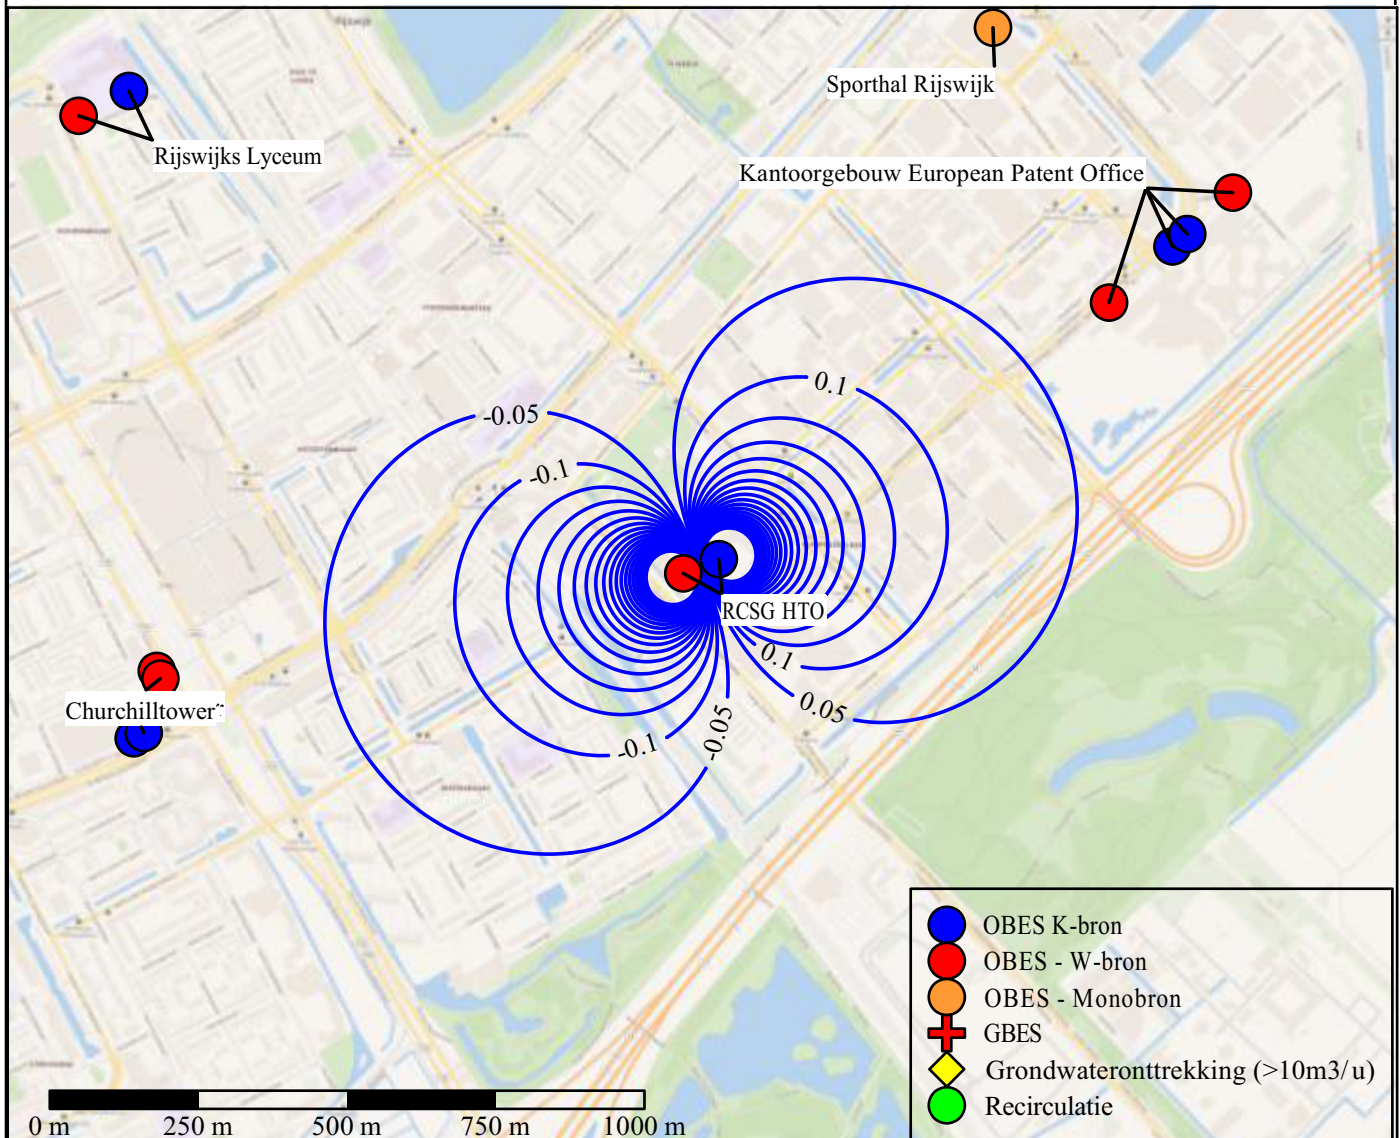 Sporthal Rijswijk
Rijswijks Lyceum
Kantoorgebouw European Patent Office
0.1
-0.05
-0.1
RCSG HTO
0.1
0.05
Churchilltower
-0.05
-0.1
OBES K-bron
OBES - W-bron
OBES - Monobron
GBES
Grondwateronttrekking (>10m3/u)
Recirculatie
0 m 250 m 500 m 750 m 1000 m